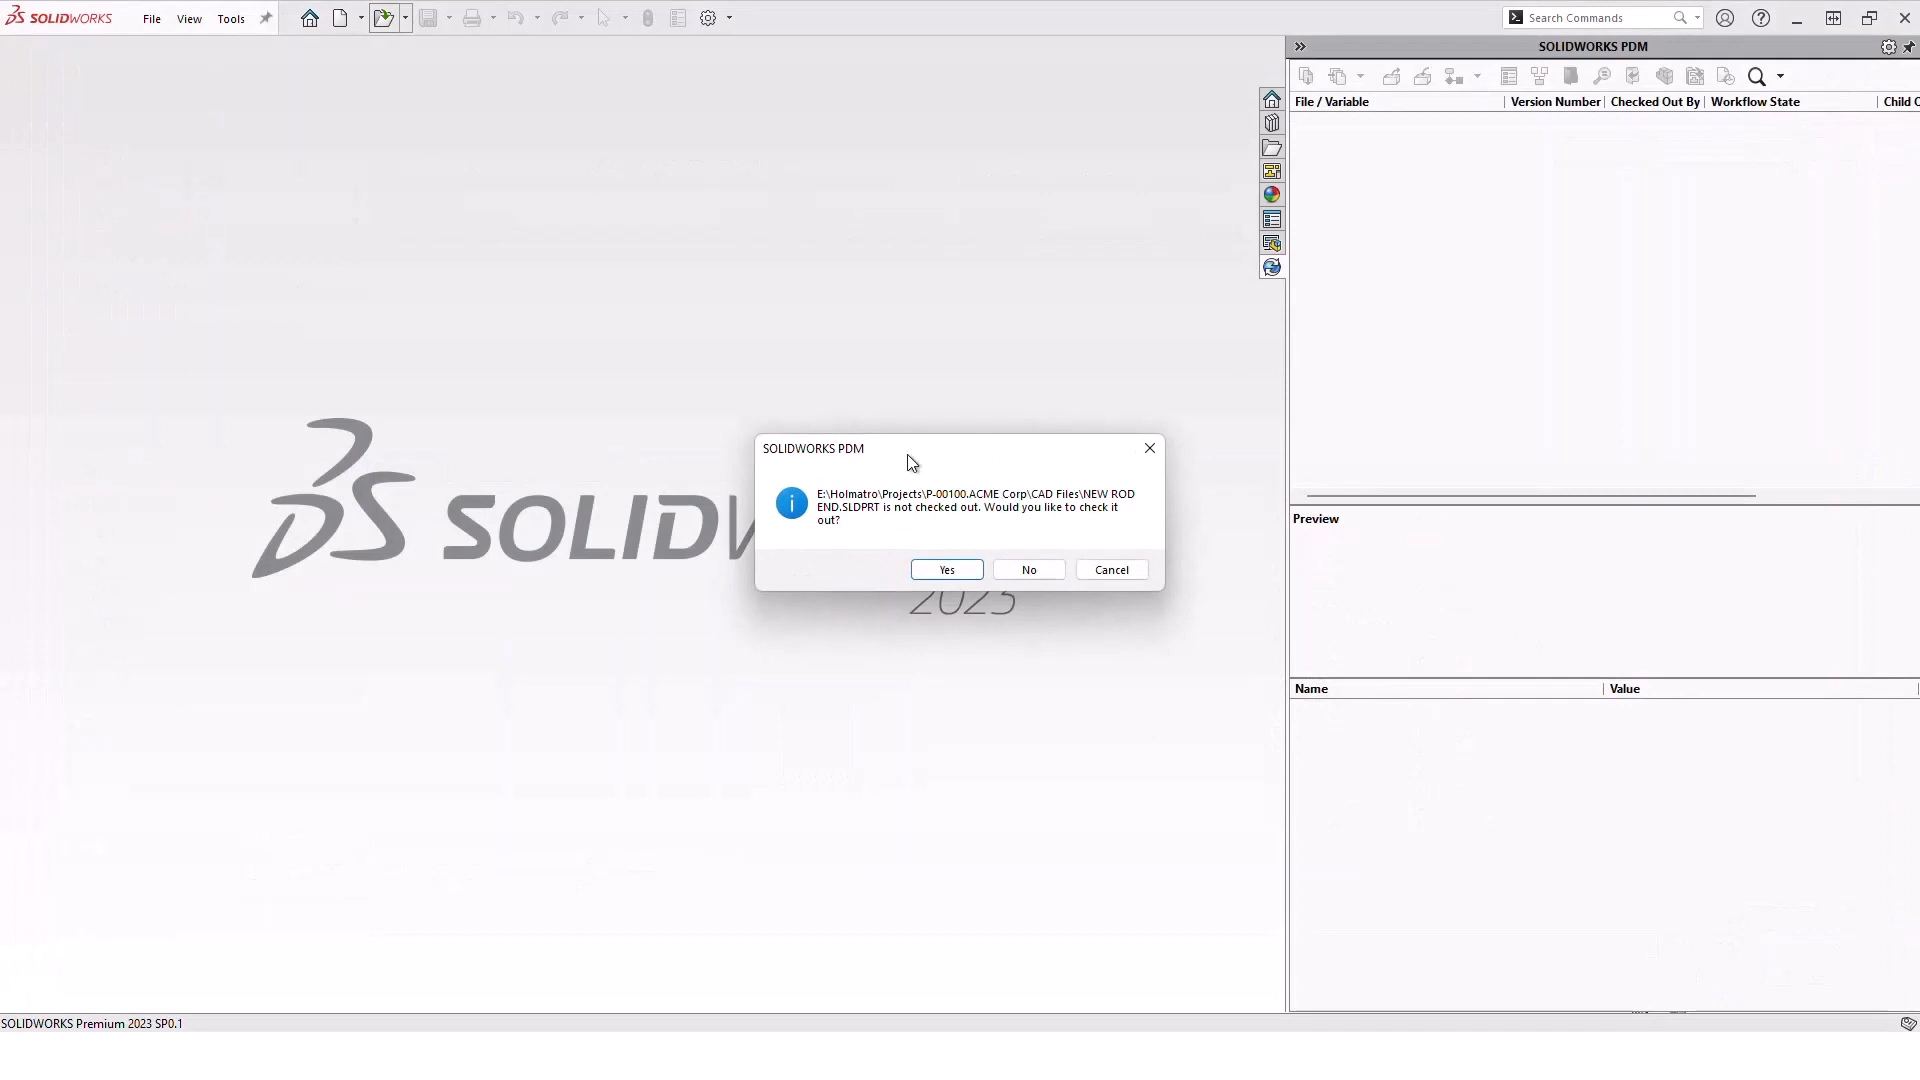 SOLIDWORKS File View Tools
Search Commands
SOLIDWORKS PDM
File / Variable Version Number Checked Out By Workflow State Child C
SOLIDWORKS PDM
E:\Holmatro\Projects\P-00100.ACME Corp\CAD Files\NEW ROD
END.SLDPRT is not checked out. Would you like to check it
out?
Yes No Cancel
SOLIDW
2023
Preview
Name Value
SOLIDWORKS Premium 2023 SP0.1